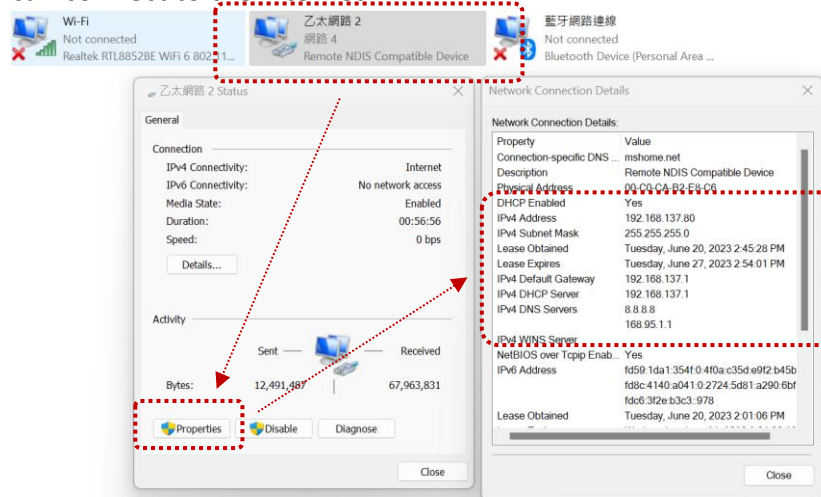 Wi-Fi
Not connected
Realtek RTL8852BE WiFi 6 802.11...
乙太網路 2
網路 4
Remote NDIS Compatible Device
藍牙網路連線
Not connected
Bluetooth Device (Personal Area ...
乙太網路 2 Status
General
Connection
IPv4 Connectivity: Internet
IPv6 Connectivity: No network access
Media State: Enabled
Duration: 00:56:56
Speed: 0 bps
Details...
Activity
Sent Received
Bytes: 12,491,487 67,963,831
Properties Disable Diagnose
Close
Network Connection Details
Network Connection Details:
Property Value
Connection-specific DNS ... mshome.net
Description Remote NDIS Compatible Device
Physical Address 00-C0-CA-B2-E8-C6
DHCP Enabled Yes
IPv4 Address 192.168.137.80
IPv4 Subnet Mask 255.255.255.0
Lease Obtained Tuesday, June 20, 2023 2:45:28 PM
Lease Expires Tuesday, June 27, 2023 2:54:01 PM
IPv4 Default Gateway 192.168.137.1
IPv4 DHCP Server 192.168.137.1
IPv4 DNS Servers 8.8.8.8
168.95.1.1
IPv4 WINS Server
NetBIOS over Tcpip Enab... Yes
IPv6 Address fd59:1da1:354f:0:4f0a:c35d:e9f2:b45b
fd8c:4140:a041:0:2724:5d81:a290:6bf
fdc6:3f2e:b3c3::978
Lease Obtained Tuesday, June 20, 2023 2:01:06 PM
Close